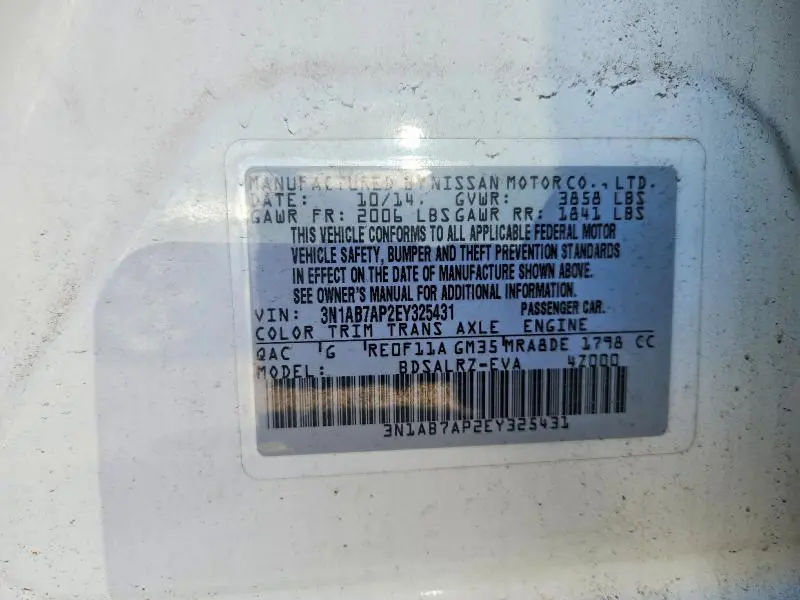 MANUFACTURED BY NISSAN MOTOR CO., LTD.
DATE: 10/14. GVWR: 3858 LBS
GAWR FR: 2006 LBS GAWR RR: 1841 LBS
THIS VEHICLE CONFORMS TO ALL APPLICABLE FEDERAL MOTOR
VEHICLE SAFETY, BUMPER AND THEFT PREVENTION STANDARDS
IN EFFECT ON THE DATE OF MANUFACTURE SHOWN ABOVE.
SEE OWNER'S MANUAL FOR ADDITIONAL INFORMATION.
VIN: 3N1AB7AP2EY325431 PASSENGER CAR.
COLOR TRIM TRANS AXLE ENGINE
QAC G RE0F11A GM35 MRA8DE 1798 CC
MODEL: BDSALRZ-EVA 4Z000
3N1AB7AP2EY325431